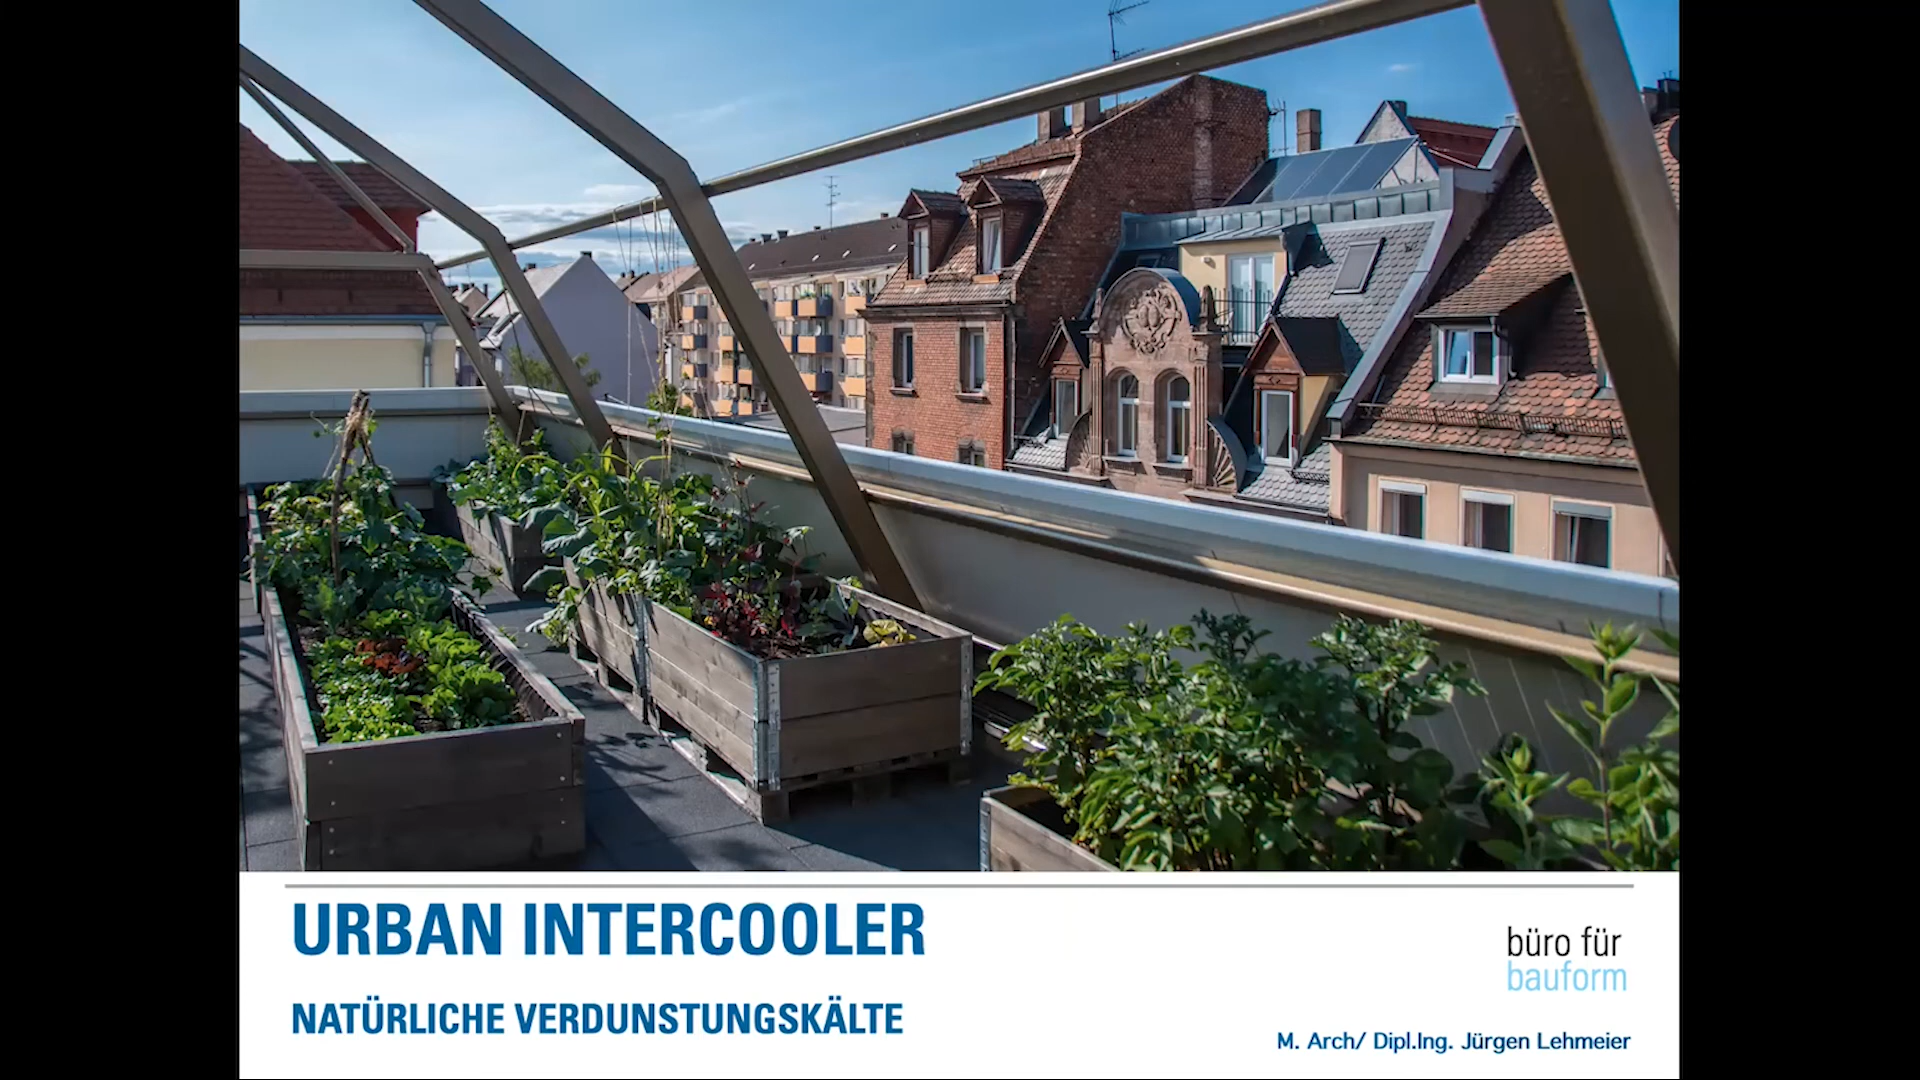 URBAN INTERCOOLER
NATÜRLICHE VERDUNSTUNGSKÄLTE
büro für
bauform
M. Arch/ Dipl.Ing. Jürgen Lehmeier